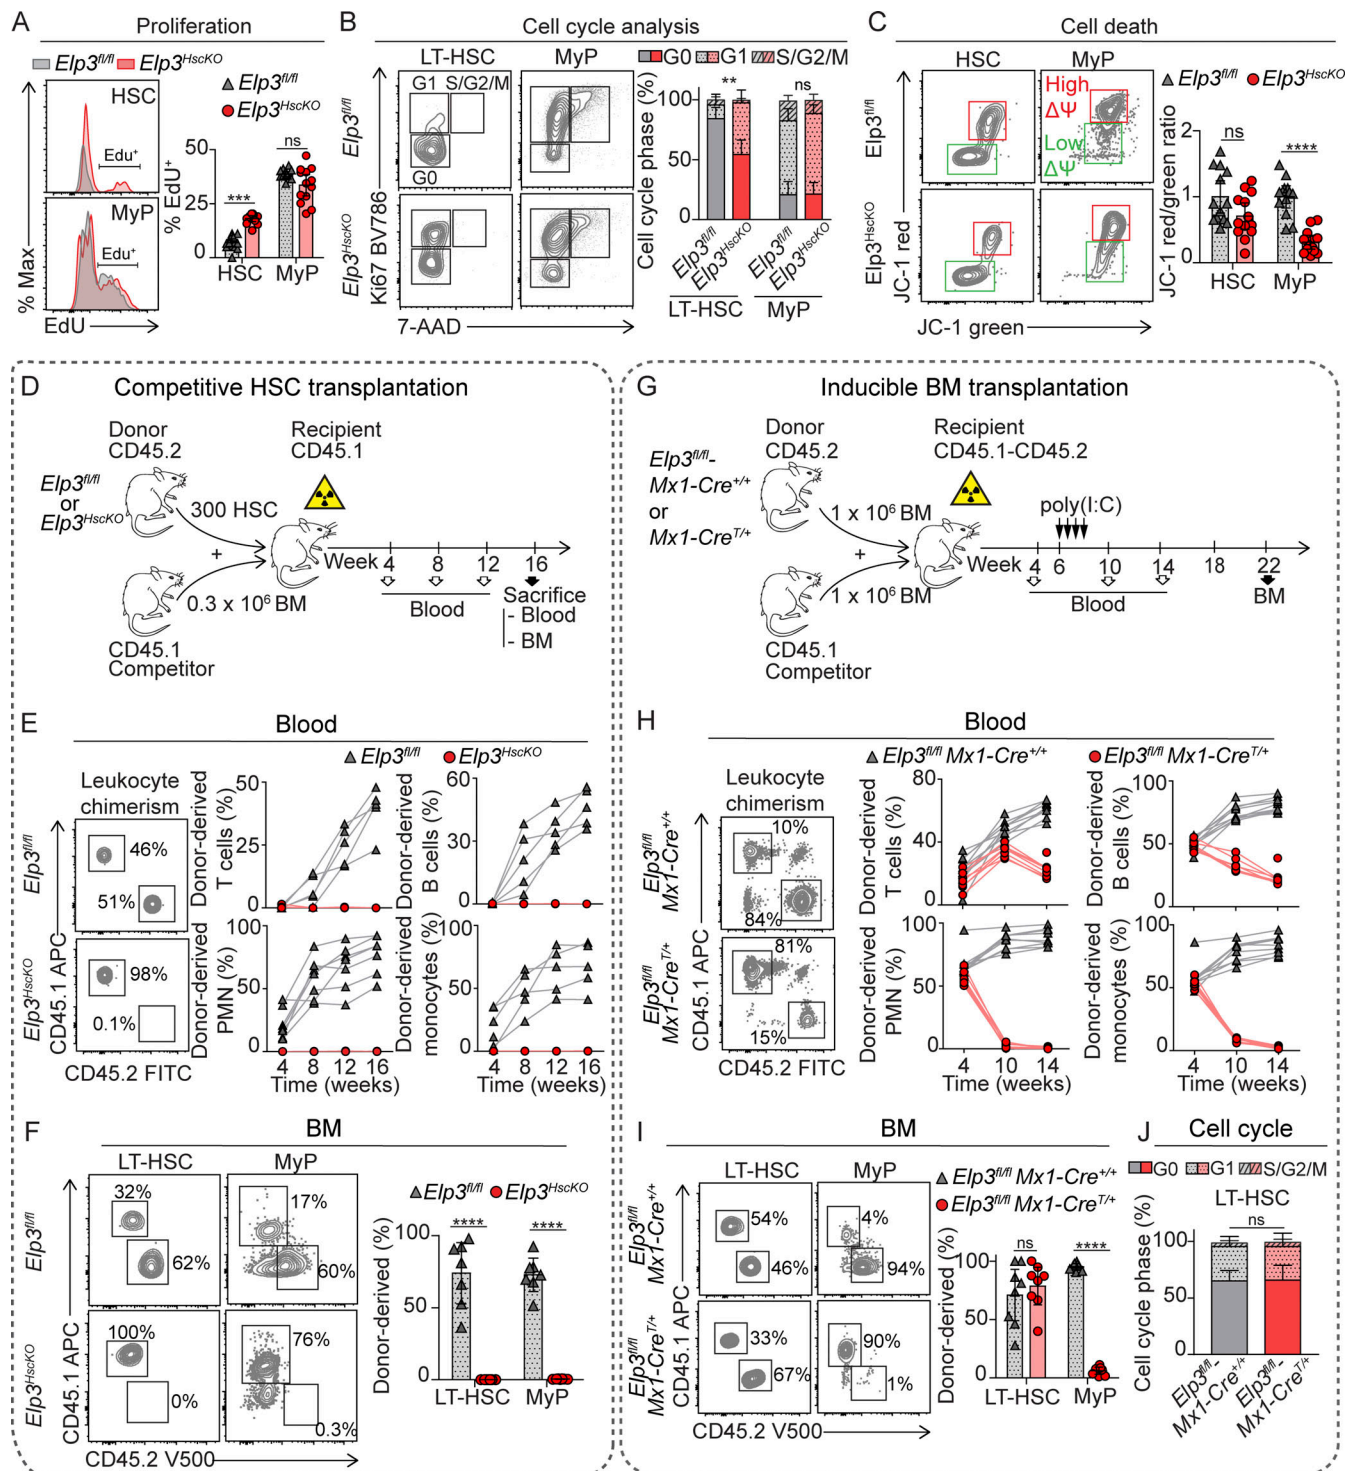 A
Proliferation
Elp3fl/fl Elp3HscKO
HSC
Edu+
MyP
Edu+
% Max
EdU
Elp3fl/fl
Elp3HscKO
% EdU+
50
25
0
***
ns
HSC MyP
B
Cell cycle analysis
LT-HSC MyP
G1 S/G2/M
G0
Elp3fl/fl
Elp3HscKO
Ki67 BV786
7-AAD
G0 G1 S/G2/M
Cell cycle phase (%)
100
50
0
** ns
Elp3fl/fl
Elp3HscKO
Elp3fl/fl
Elp3HscKO
LT-HSC MyP
C
Cell death
HSC MyP
High
ΔΨ
Low
ΔΨ
Elp3fl/fl
Elp3HscKO
JC-1 red
JC-1 green
Elp3fl/fl Elp3HscKO
JC-1 red/green ratio
2
1
0
ns
****
HSC MyP
D
Competitive HSC transplantation
Donor
CD45.2
Recipient
CD45.1
Elp3fl/fl
or
Elp3HscKO
300 HSC
+
0.3 x 10⁶ BM
CD45.1
Competitor
Week
4 8 12 16
Blood
Sacrifice
- Blood
- BM
G
Inducible BM transplantation
Donor
CD45.2
Recipient
CD45.1-CD45.2
Elp3fl/fl-
Mx1-Cre+/+
or
Mx1-CreT/+
1 x 10⁶ BM
+
1 x 10⁶ BM
CD45.1
Competitor
poly(I:C)
Week
4 6 10 14 18 22
Blood
BM
E
Blood
Elp3fl/fl Elp3HscKO
Leukocyte
chimerism
46%
51%
98%
0.1%
Elp3fl/fl
Elp3HscKO
CD45.1 APC
CD45.2 FITC
Donor-derived
T cells (%)
50
25
0
Donor-derived
B cells (%)
60
30
0
Donor-derived
PMN (%)
100
50
0
4 8 12 16
Time (weeks)
Donor-derived
monocytes (%)
100
50
0
4 8 12 16
Time (weeks)
H
Blood
Elp3fl/fl Mx1-Cre+/+ Elp3fl/fl Mx1-CreT/+
Leukocyte
chimerism
10%
84%
81%
15%
Elp3fl/fl
Mx1-Cre+/+
Elp3fl/fl
Mx1-CreT/+
CD45.1 APC
CD45.2 FITC
Donor-derived
T cells (%)
80
40
0
Donor-derived
B cells (%)
100
50
0
Donor-derived
PMN (%)
100
50
0
4 10 14
Time (weeks)
Donor-derived
monocytes (%)
100
50
0
4 10 14
Time (weeks)
F
BM
LT-HSC MyP
32%
62%
17%
60%
100%
0%
76%
0.3%
Elp3fl/fl
Elp3HscKO
CD45.1 APC
CD45.2 V500
Elp3fl/fl Elp3HscKO
Donor-derived (%)
100
50
0
**** ****
LT-HSC MyP
I
BM
LT-HSC MyP
54%
46%
4%
94%
33%
67%
90%
1%
Elp3fl/fl
Mx1-Cre+/+
Elp3fl/fl
Mx1-CreT/+
CD45.1 APC
CD45.2 V500
Elp3fl/fl Mx1-Cre+/+
Elp3fl/fl Mx1-CreT/+
Donor-derived (%)
100
50
0
ns ****
LT-HSC MyP
J
Cell cycle
G0 G1 S/G2/M
LT-HSC
ns
Cell cycle phase (%)
100
50
0
Elp3fl/fl-
Mx1-Cre+/+
Elp3fl/fl-
Mx1-CreT/+